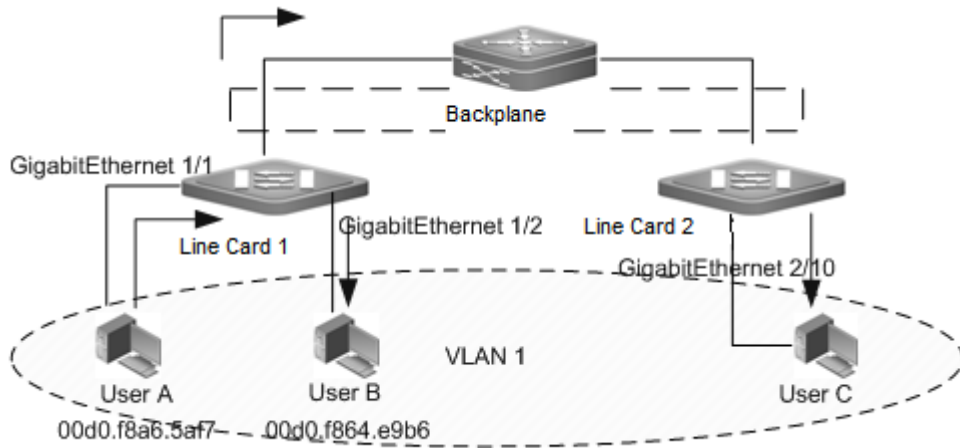 Backplane
GigabitEthernet 1/1
Line Card 1
GigabitEthernet 1/2
Line Card 2
GigabitEthernet 2/10
VLAN 1
User A
User B
User C
00d0.f8a6.5af7
00d0.f864.e9b6